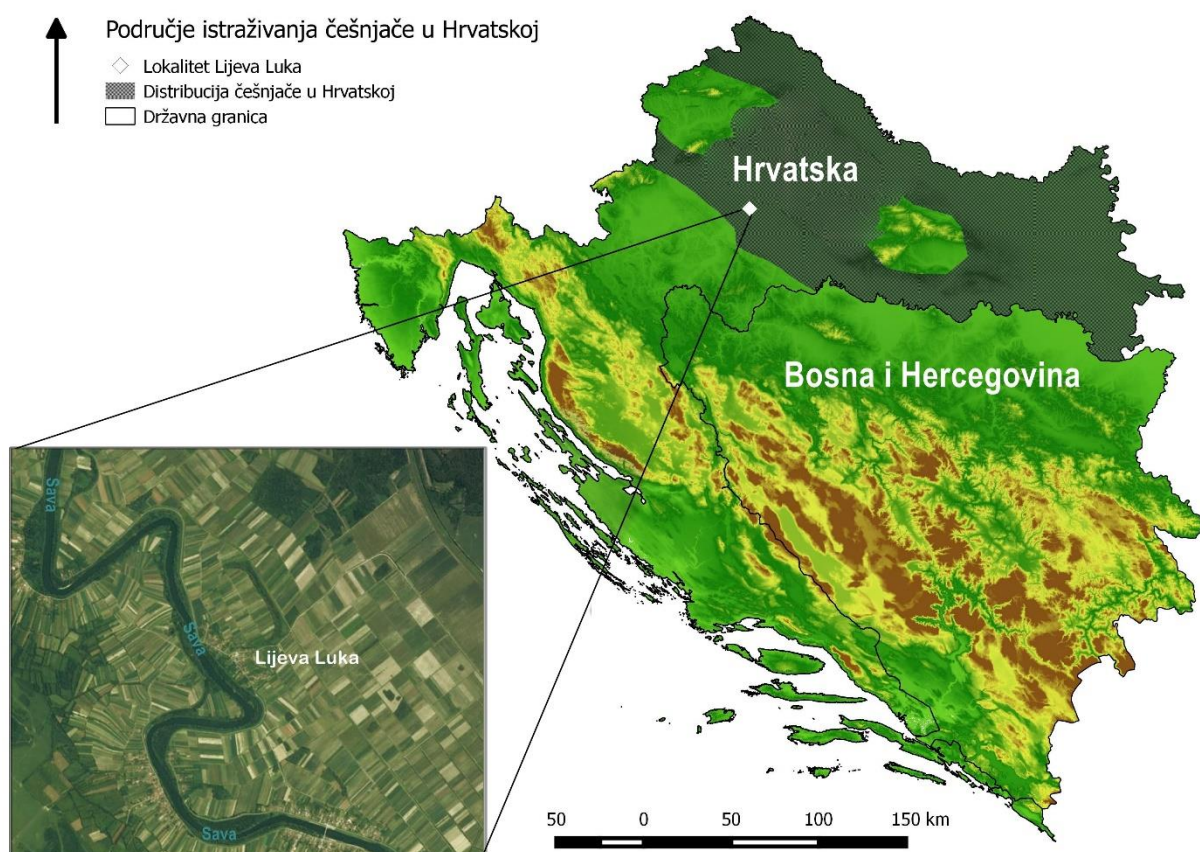 Područje istraživanja češnjače u Hrvatskoj
Lokalitet Lijeva Luka
Distribucija češnjače u Hrvatskoj
Državna granica
Hrvatska
Bosna i Hercegovina
Sava
Sava
Lijeva Luka
Sava
50 0 50 100 150 km